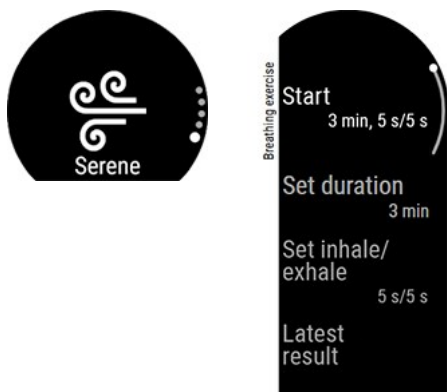 Serene
Breathing exercise
Start
3 min, 5 s/5 s
Set duration
3 min
Set inhale/
exhale
5 s/5 s
Latest
result